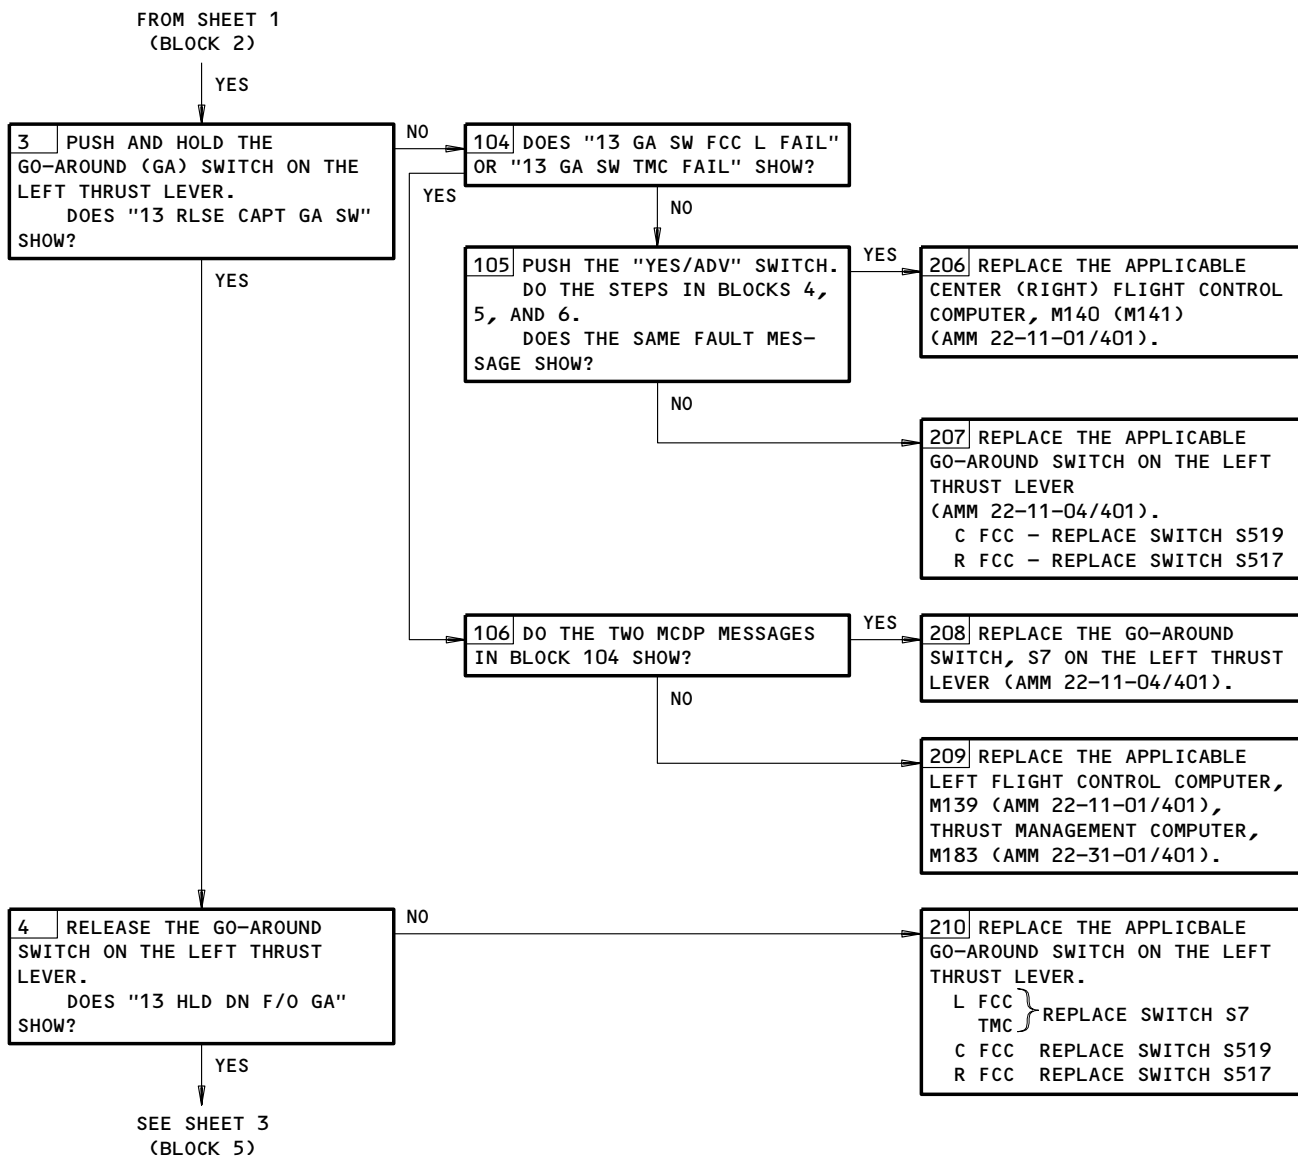 FROM SHEET 1
(BLOCK 2)
YES
3 PUSH AND HOLD THE
GO-AROUND (GA) SWITCH ON THE
LEFT THRUST LEVER.
DOES "13 RLSE CAPT GA SW"
SHOW?
NO
YES
104 DOES "13 GA SW FCC L FAIL"
OR "13 GA SW TMC FAIL" SHOW?
YES
NO
105 PUSH THE "YES/ADV" SWITCH.
DO THE STEPS IN BLOCKS 4,
5, AND 6.
DOES THE SAME FAULT MES-
SAGE SHOW?
YES
NO
206 REPLACE THE APPLICABLE
CENTER (RIGHT) FLIGHT CONTROL
COMPUTER, M140 (M141)
(AMM 22-11-01/401).
207 REPLACE THE APPLICABLE
GO-AROUND SWITCH ON THE LEFT
THRUST LEVER
(AMM 22-11-04/401).
C FCC - REPLACE SWITCH S519
R FCC - REPLACE SWITCH S517
106 DO THE TWO MCDP MESSAGES
IN BLOCK 104 SHOW?
YES
NO
208 REPLACE THE GO-AROUND
SWITCH, S7 ON THE LEFT THRUST
LEVER (AMM 22-11-04/401).
209 REPLACE THE APPLICABLE
LEFT FLIGHT CONTROL COMPUTER,
M139 (AMM 22-11-01/401),
THRUST MANAGEMENT COMPUTER,
M183 (AMM 22-31-01/401).
4 RELEASE THE GO-AROUND
SWITCH ON THE LEFT THRUST
LEVER.
DOES "13 HLD DN F/O GA"
SHOW?
NO
YES
210 REPLACE THE APPLICBALE
GO-AROUND SWITCH ON THE LEFT
THRUST LEVER.
L FCC
TMC
REPLACE SWITCH S7
C FCC REPLACE SWITCH S519
R FCC REPLACE SWITCH S517
SEE SHEET 3
(BLOCK 5)